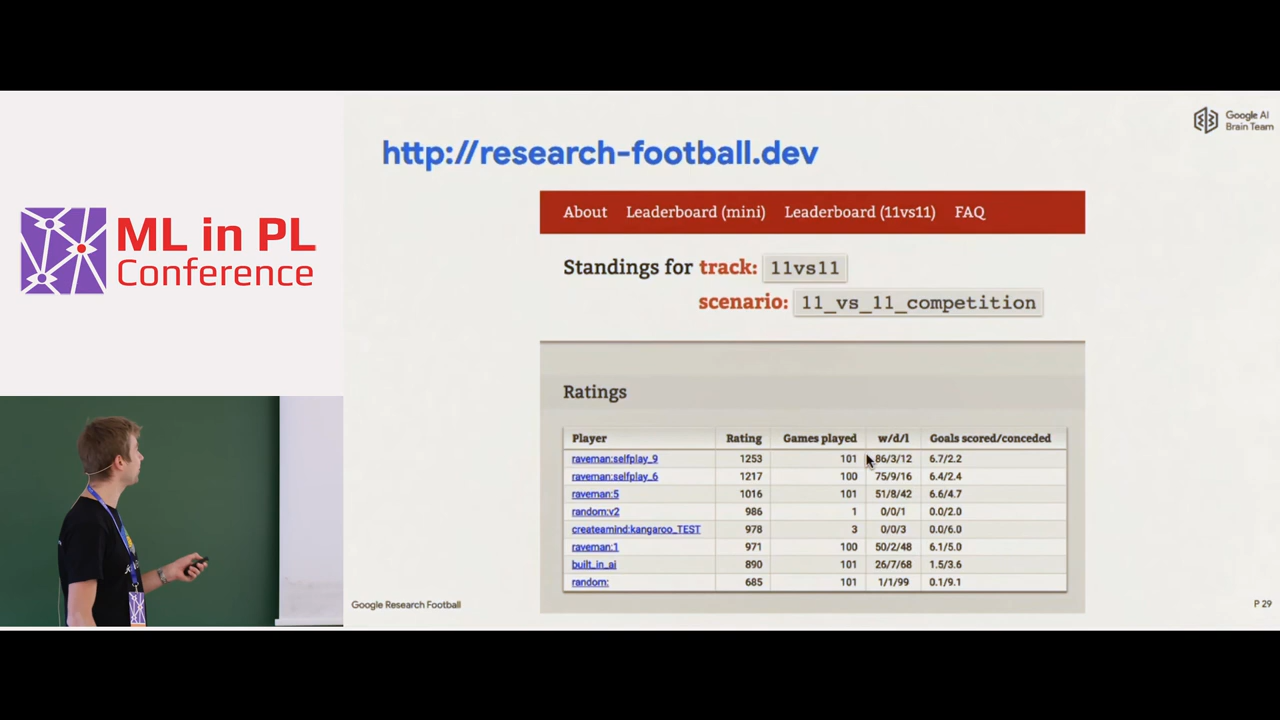 Google AI
Brain Team
http://research-football.dev
ML in PL
Conference
About Leaderboard (mini) Leaderboard (11vs11) FAQ
Standings for track: 11vs11
scenario: 11_vs_11_competition
Ratings
Player Rating Games played w/d/l Goals scored/conceded
raveman:selfplay_9 1253 101 86/3/12 6.7/2.2
raveman:selfplay_6 1217 100 75/9/16 6.4/2.4
raveman:5 1016 101 51/8/42 6.6/4.7
random:v2 986 1 0/0/1 0.0/2.0
createamind:kangaroo_TEST 978 3 0/0/3 0.0/6.0
raveman:1 971 100 50/2/48 6.1/5.0
built_in_ai 890 101 26/7/68 1.5/3.6
random: 685 101 1/1/99 0.1/9.1
Google Research Football
P 29